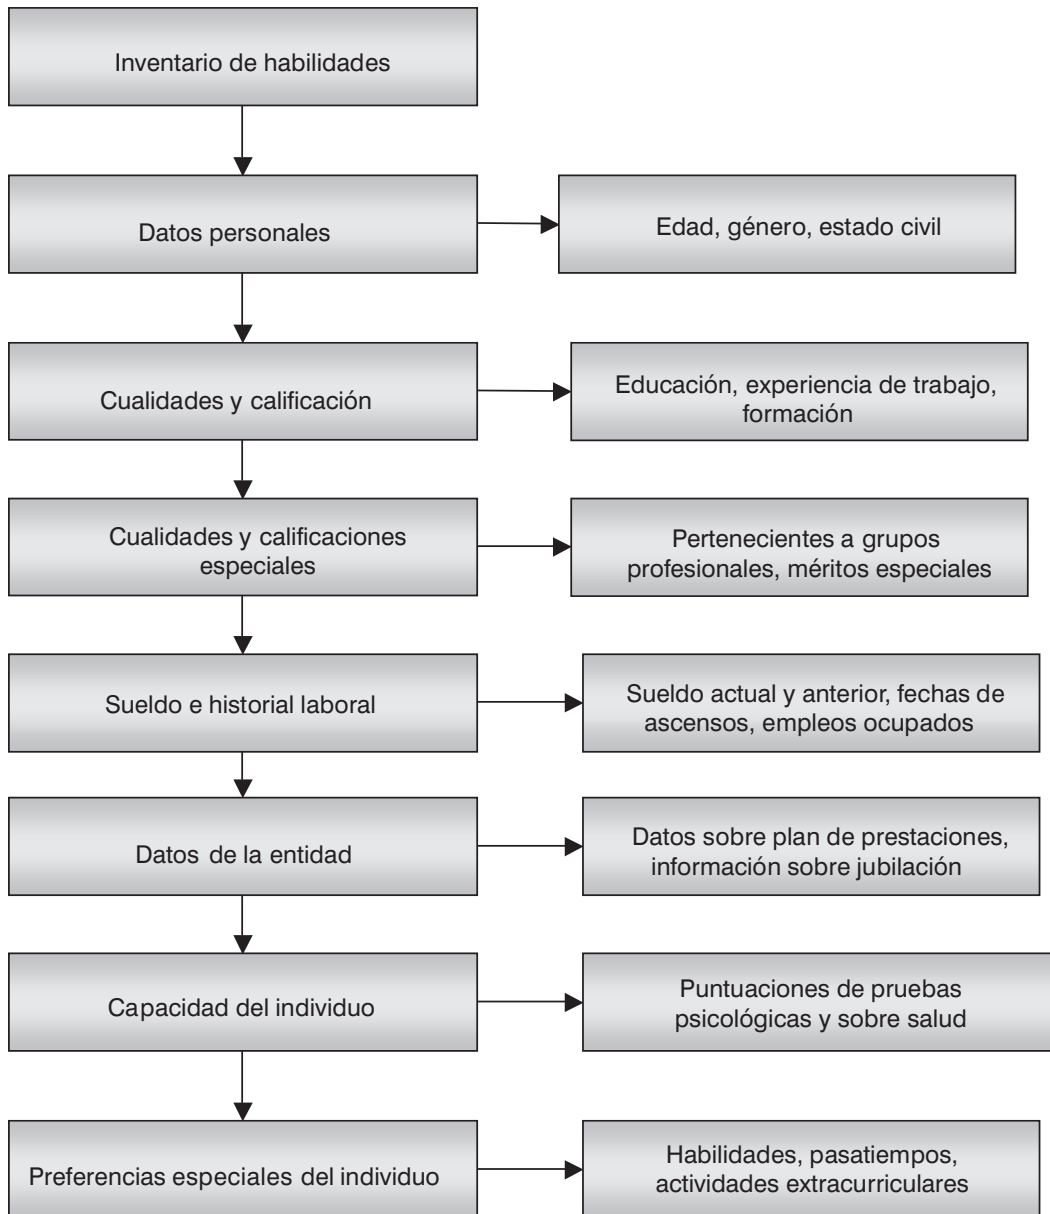 Inventario de habilidades
Datos personales
Edad, género, estado civil
Cualidades y calificación
Educación, experiencia de trabajo,
formación
Cualidades y calificaciones
especiales
Pertenecientes a grupos
profesionales, méritos especiales
Sueldo e historial laboral
Sueldo actual y anterior, fechas de
ascensos, empleos ocupados
Datos de la entidad
Datos sobre plan de prestaciones,
información sobre jubilación
Capacidad del individuo
Puntuaciones de pruebas
psicológicas y sobre salud
Preferencias especiales del individuo
Habilidades, pasatiempos,
actividades extracurriculares